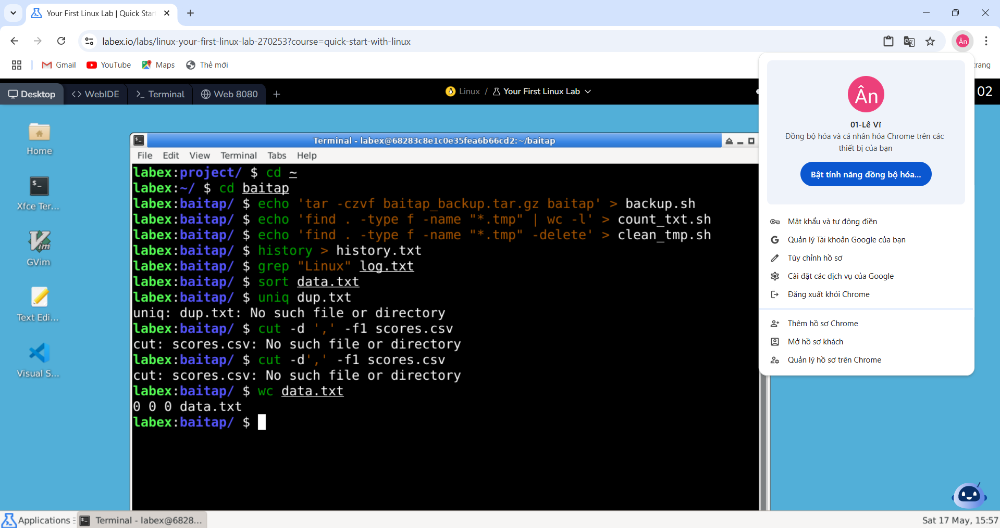 Your First Linux Lab | Quick Star
labex.io/labs/linux-your-first-linux-lab-270253?course=quick-start-with-linux
Ân
Gmail
YouTube
Maps
Thẻ mới
trang
Desktop
WebIDE
Terminal
Web 8080
Linux / Your First Linux Lab
02
Home
Xfce Ter...
GVim
Text Edi...
Visual S...
Terminal - labex@68283c8e1c0e35fea6b66cd2:~/baitap
File Edit View Terminal Tabs Help
labex:project/ $ cd ~
labex:~/ $ cd baitap
labex:baitap/ $ echo 'tar -czvf baitap_backup.tar.gz baitap' > backup.sh
labex:baitap/ $ echo 'find . -type f -name "*.tmp" | wc -l' > count_txt.sh
labex:baitap/ $ echo 'find . -type f -name "*.tmp" -delete' > clean_tmp.sh
labex:baitap/ $ history > history.txt
labex:baitap/ $ grep "Linux" log.txt
labex:baitap/ $ sort data.txt
labex:baitap/ $ uniq dup.txt
uniq: dup.txt: No such file or directory
labex:baitap/ $ cut -d ',' -f1 scores.csv
cut: scores.csv: No such file or directory
labex:baitap/ $ cut -d',' -f1 scores.csv
cut: scores.csv: No such file or directory
labex:baitap/ $ wc data.txt
0 0 0 data.txt
labex:baitap/ $
Ân
01-Lê Vĩ
Đồng bộ hóa và cá nhân hóa Chrome trên các
thiết bị của bạn
Bật tính năng đồng bộ hóa...
Mật khẩu và tự động điền
Quản lý Tài khoản Google của bạn
Tùy chỉnh hồ sơ
Cài đặt các dịch vụ của Google
Đăng xuất khỏi Chrome
Thêm hồ sơ Chrome
Mở hồ sơ khách
Quản lý hồ sơ trên Chrome
Applications
Terminal - labex@6828...
Sat 17 May, 15:57